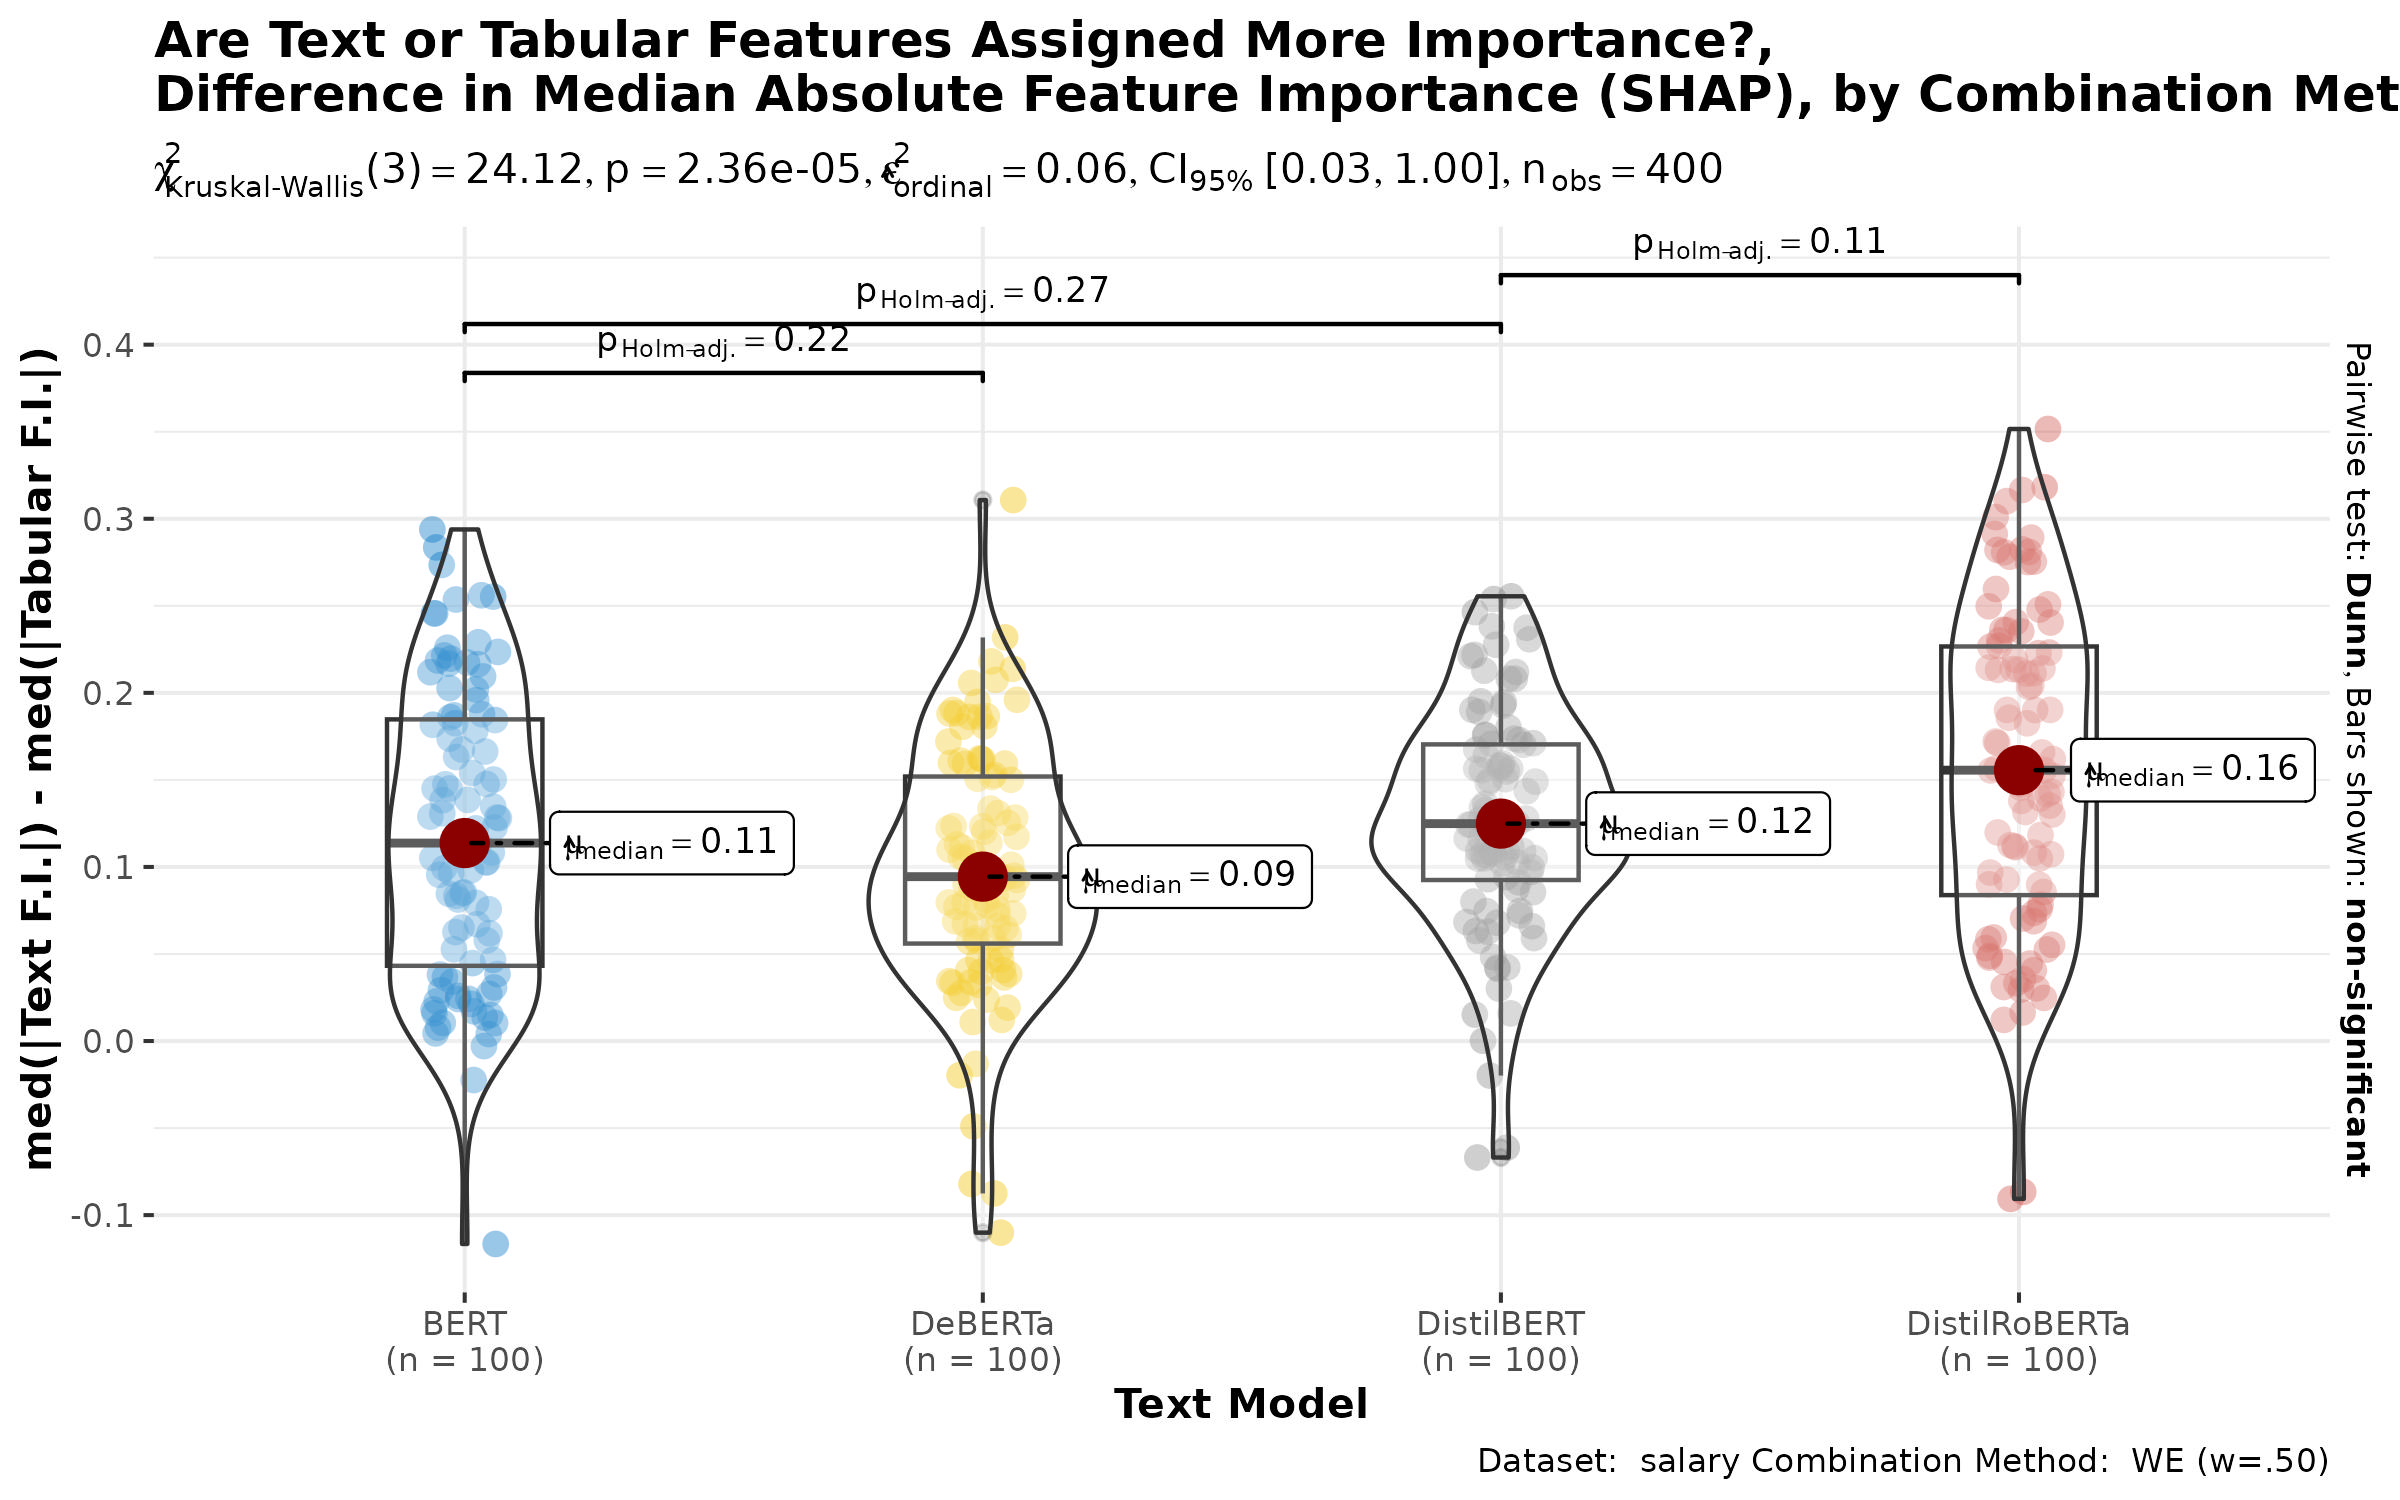 Are Text or Tabular Features Assigned More Importance?,
Difference in Median Absolute Feature Importance (SHAP), by Combination Met
χ²Kruskal-Wallis(3) = 24.12, p = 2.36e-05, ε̂²ordinal = 0.06, CI95% [0.03, 1.00], nobs = 400
pHolm-adj. = 0.11
pHolm-adj. = 0.27
pHolm-adj. = 0.22
med(|Text F.I.|) - med(|Tabular F.I.|)
0.4
0.3
0.2
0.1
0.0
-0.1
μ̂median = 0.11
μ̂median = 0.09
μ̂median = 0.12
μ̂median = 0.16
Pairwise test: Dunn, Bars shown: non-significant
BERT
(n = 100)
DeBERTa
(n = 100)
DistilBERT
(n = 100)
DistilRoBERTa
(n = 100)
Text Model
Dataset:  salary Combination Method:  WE (w=.50)